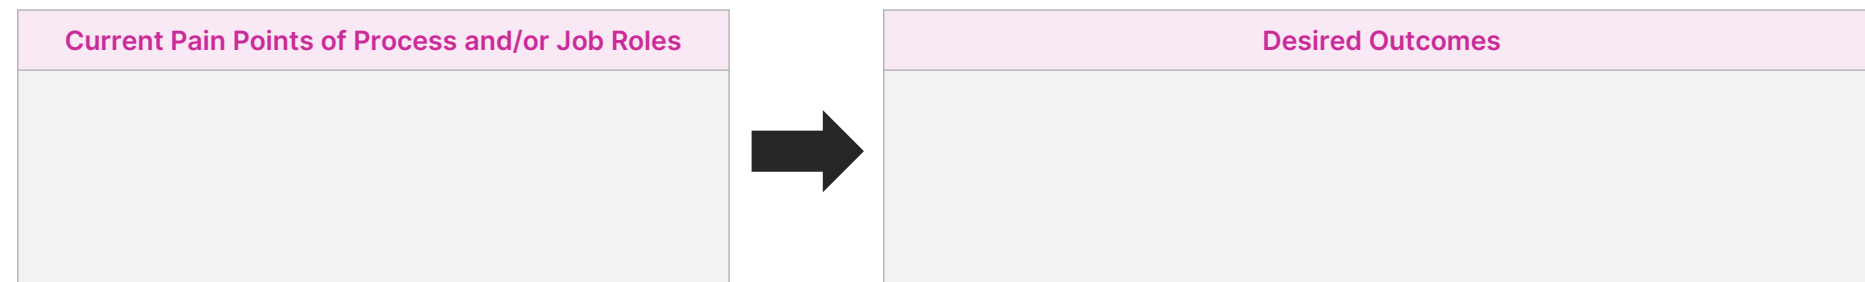 Current Pain Points of Process and/or Job Roles
Desired Outcomes